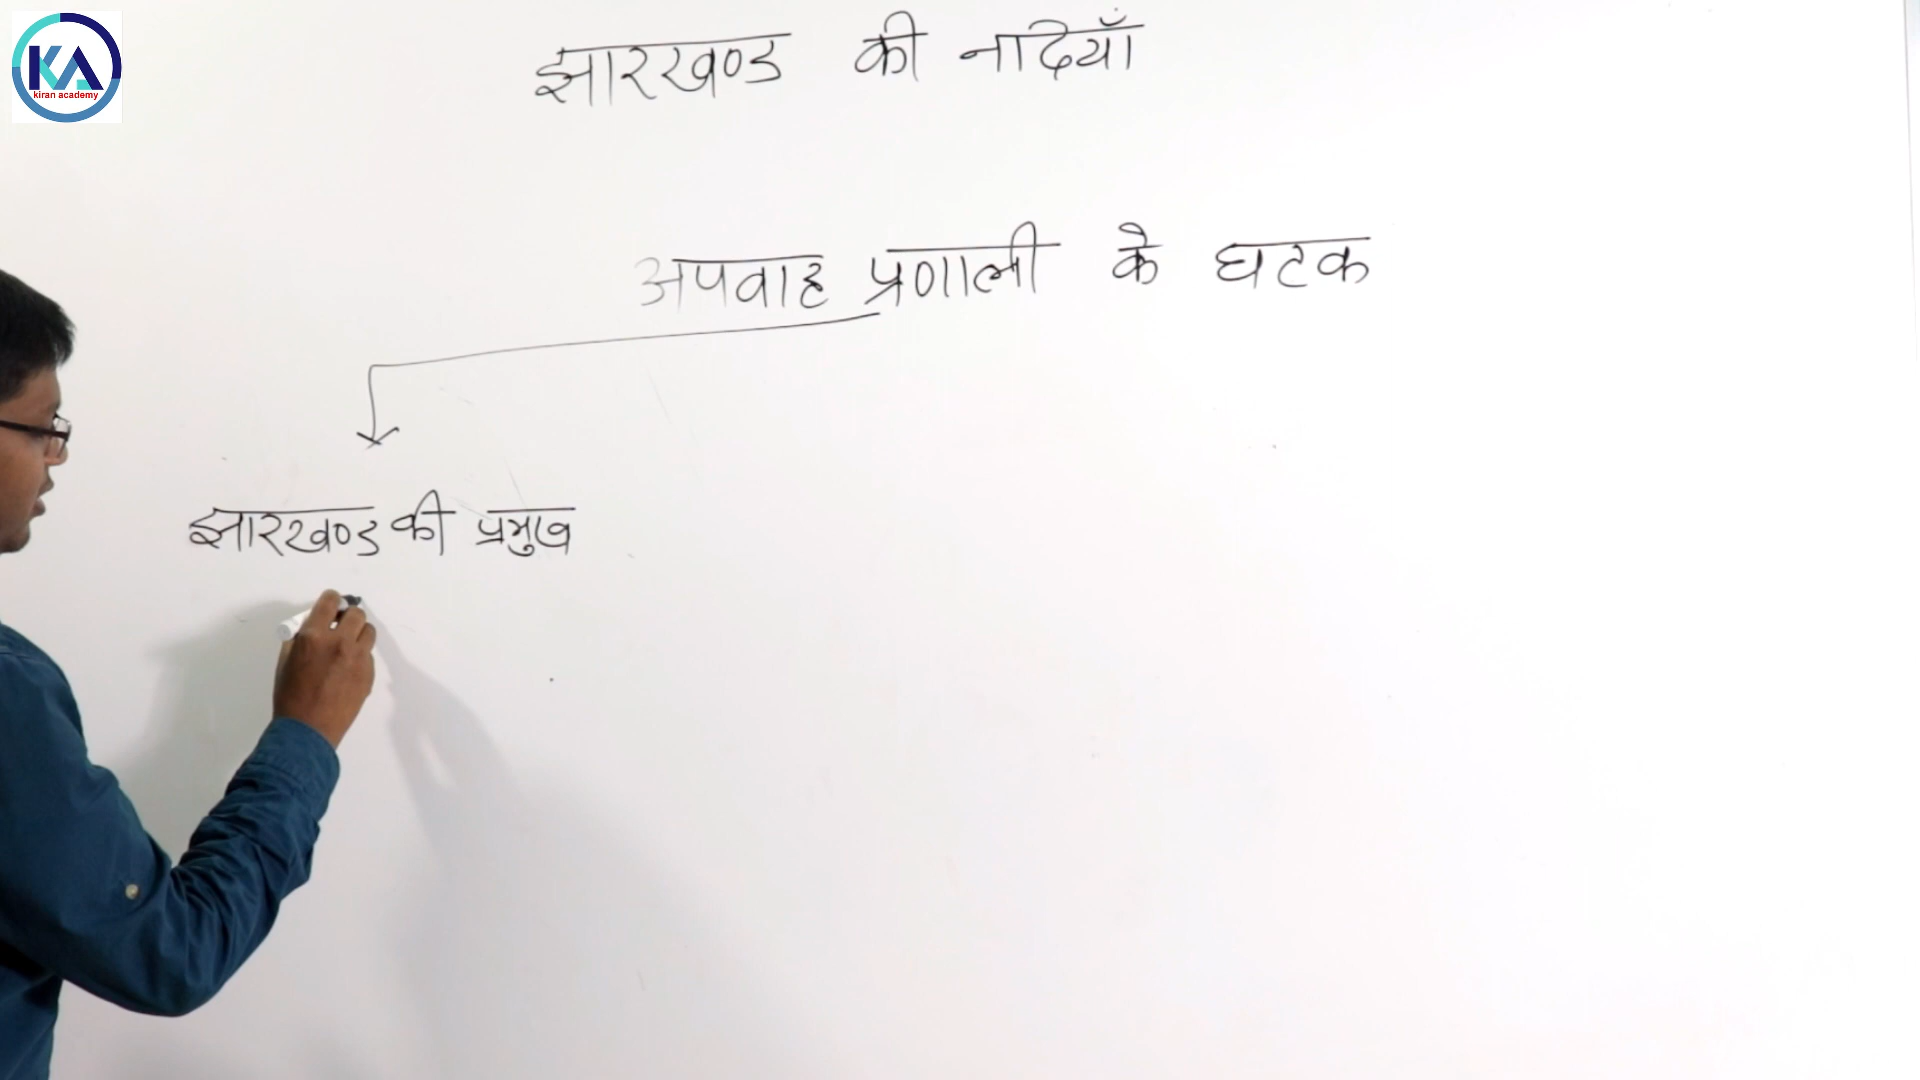 KA
kiran academy
झारखण्ड की नदियाँ
अपवाह प्रणाली के घटक
झारखण्ड की प्रमुख